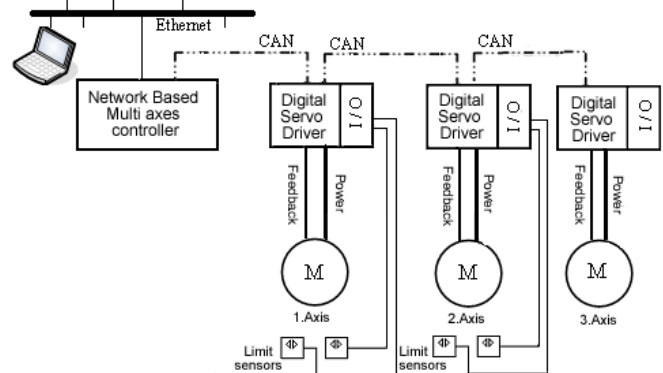 Ethernet
CAN
CAN
CAN
Network Based
Multi axes
controller
Digital
Servo
Driver
I/O
Digital
Servo
Driver
I/O
Digital
Servo
Driver
I/O
Feedback
Power
Feedback
Power
Feedback
Power
M
M
M
1.Axis
2.Axis
3.Axis
Limit
sensors
Limit
sensors